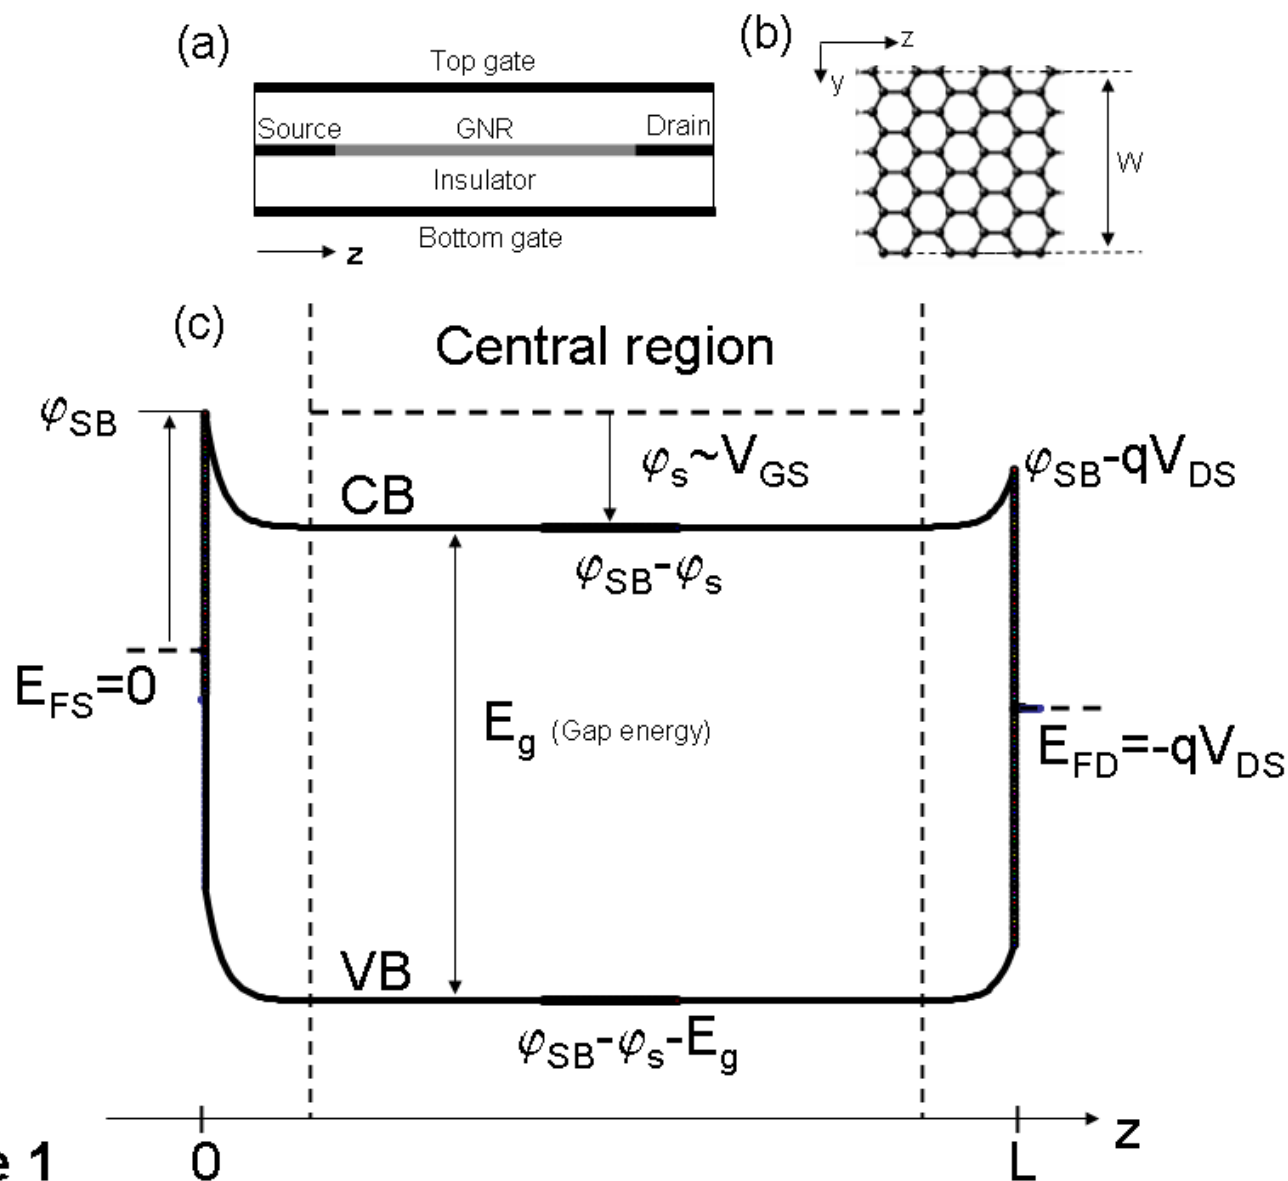 (a)
Top gate
Source GNR Drain
Insulator
Bottom gate
z
(b)
z
y
W
(c)
Central region
φSB
φs~VGS
φSB-qVDS
CB
φSB-φs
EFS=0
Eg (Gap energy)
EFD=-qVDS
VB
φSB-φs-Eg
z
0
L
e 1